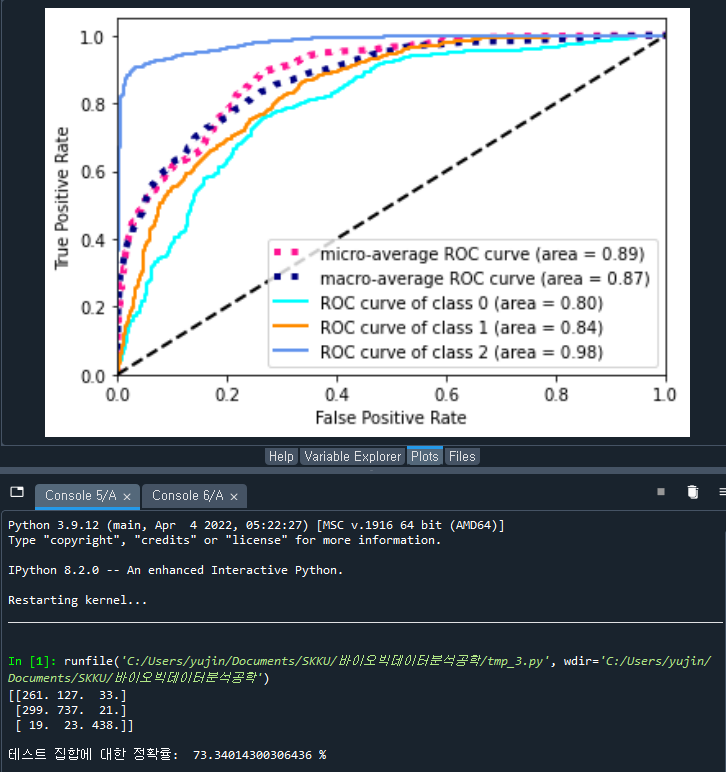 1.0
0.8
0.6
0.4
0.2
0.0
True Positive Rate
micro-average ROC curve (area = 0.89)
macro-average ROC curve (area = 0.87)
ROC curve of class 0 (area = 0.80)
ROC curve of class 1 (area = 0.84)
ROC curve of class 2 (area = 0.98)
0.0 0.2 0.4 0.6 0.8 1.0
False Positive Rate
Help Variable Explorer Plots Files
Console 5/A × Console 6/A ×
Python 3.9.12 (main, Apr  4 2022, 05:22:27) [MSC v.1916 64 bit (AMD64)]
Type "copyright", "credits" or "license" for more information.
IPython 8.2.0 -- An enhanced Interactive Python.
Restarting kernel...
In [1]: runfile('C:/Users/yujin/Documents/SKKU/바이오빅데이터분석공학/tmp_3.py', wdir='C:/Users/yujin/
Documents/SKKU/바이오빅데이터분석공학')
[[261. 127.  33.]
[299. 737.  21.]
[ 19.  23. 438.]]
테스트 집합에 대한 정확률:  73.34014300306436 %